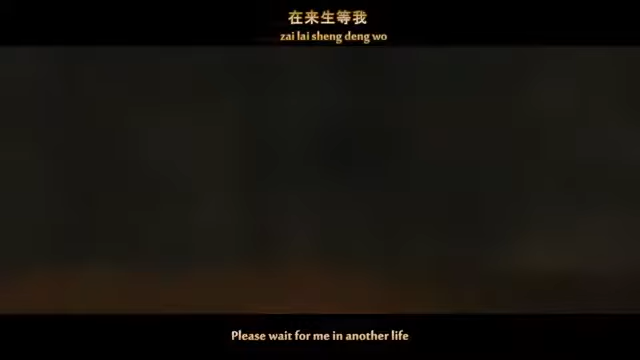 在来生等我
zai lai sheng deng wo
Please wait for me in another life